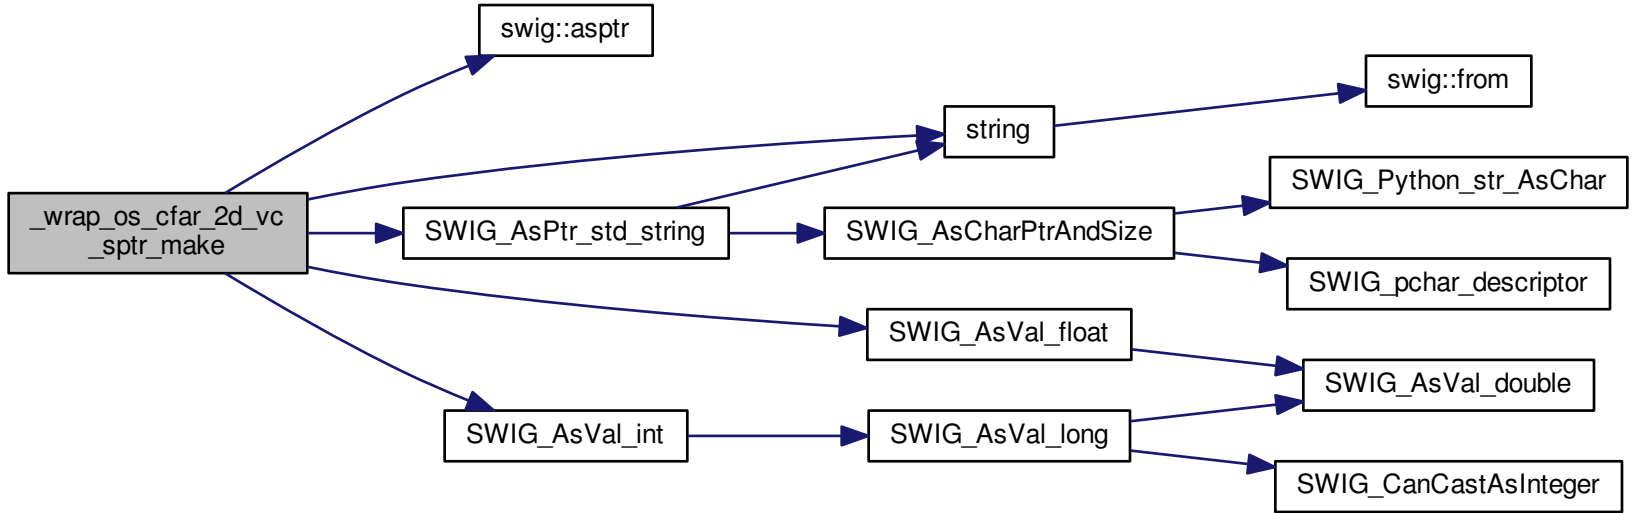 swig::asptr
swig::from
string
SWIG_Python_str_AsChar
_wrap_os_cfar_2d_vc
_sptr_make
SWIG_AsPtr_std_string
SWIG_AsCharPtrAndSize
SWIG_pchar_descriptor
SWIG_AsVal_float
SWIG_AsVal_double
SWIG_AsVal_int
SWIG_AsVal_long
SWIG_CanCastAsInteger